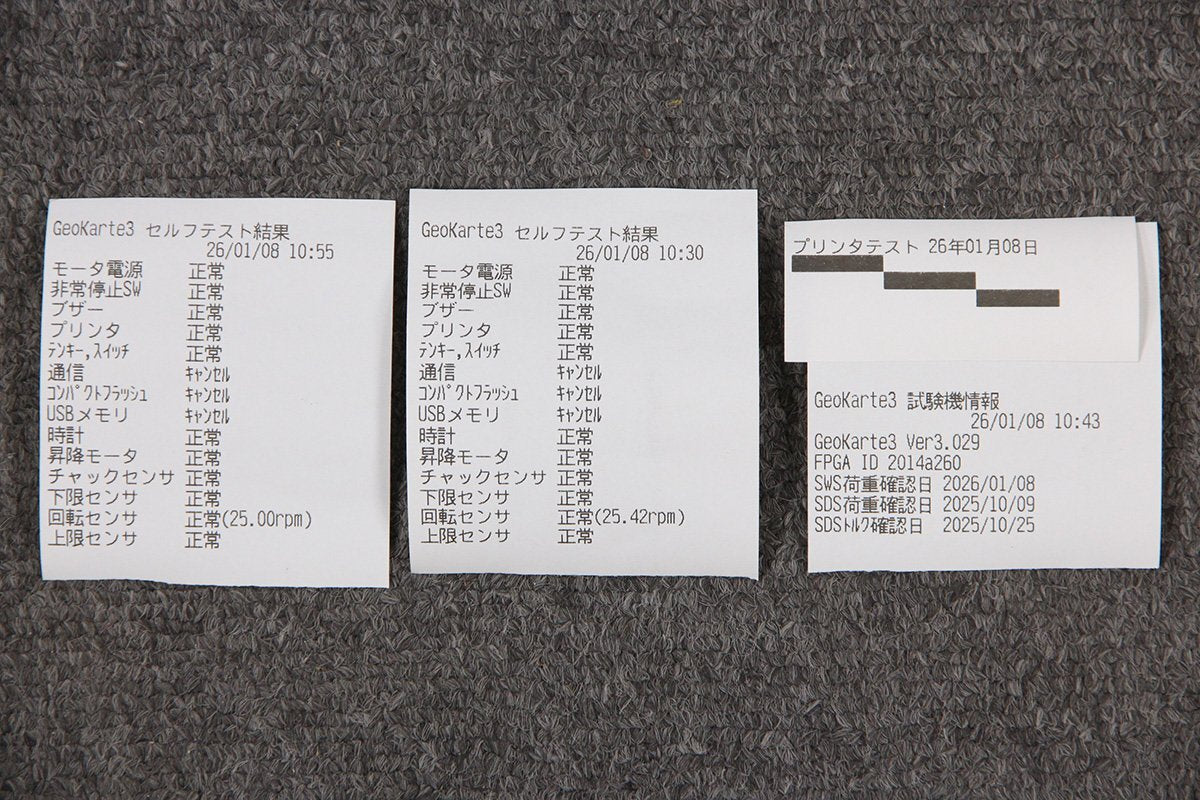 GeoKarte3 セルフテスト結果
26/01/08 10:55
モータ電源 正常
非常停止SW 正常
ブザー 正常
プリンタ 正常
ﾃﾝｷｰ,ｽｲｯﾁ 正常
通信 ｷｬﾝｾﾙ
ｺﾝﾊﾟｸﾄﾌﾗｯｼｭ ｷｬﾝｾﾙ
USBメモリ ｷｬﾝｾﾙ
時計 正常
昇降モータ 正常
チャックセンサ 正常
下限センサ 正常
回転センサ 正常(25.00rpm)
上限センサ 正常
GeoKarte3 セルフテスト結果
26/01/08 10:30
モータ電源 正常
非常停止SW 正常
ブザー 正常
プリンタ 正常
ﾃﾝｷｰ,ｽｲｯﾁ 正常
通信 ｷｬﾝｾﾙ
ｺﾝﾊﾟｸﾄﾌﾗｯｼｭ ｷｬﾝｾﾙ
USBメモリ ｷｬﾝｾﾙ
時計 正常
昇降モータ 正常
チャックセンサ 正常
下限センサ 正常
回転センサ 正常(25.42rpm)
上限センサ 正常
プリンタテスト 26年01月08日
GeoKarte3 試験機情報
26/01/08 10:43
GeoKarte3 Ver3.029
FPGA ID 2014a260
SWS荷重確認日 2026/01/08
SDS荷重確認日 2025/10/09
SDSﾄﾙｸ確認日 2025/10/25